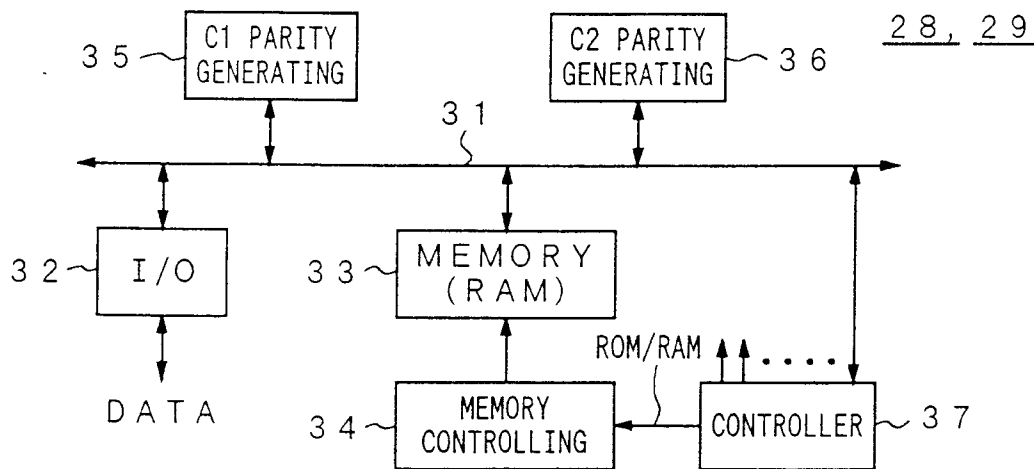 35
C1 PARITY
GENERATING
C2 PARITY
GENERATING
36
28, 29
31
32
I/O
33
MEMORY
(RAM)
ROM/RAM
DATA
34
MEMORY
CONTROLLING
CONTROLLER
37